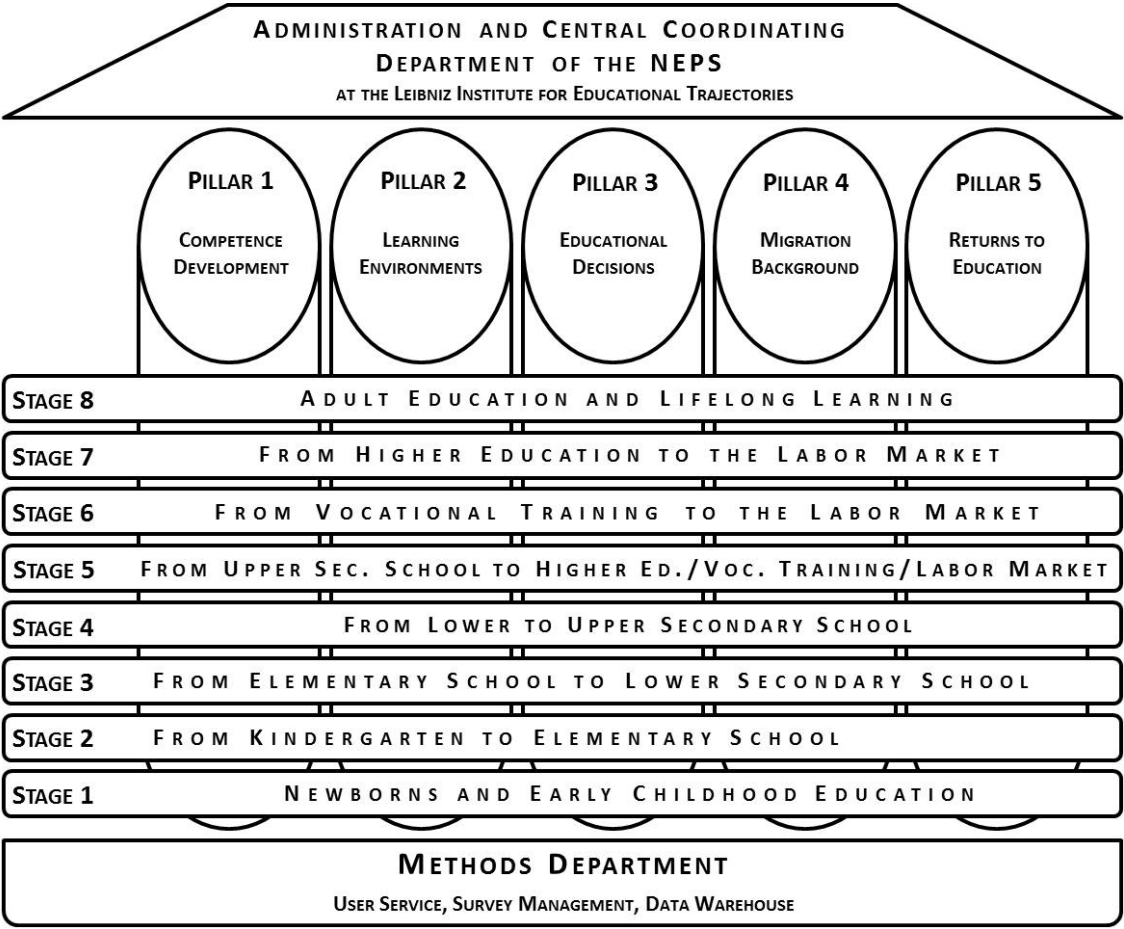 Administration and Central Coordinating
Department of the NEPS
at the Leibniz Institute for Educational Trajectories
Pillar 1
Competence
Development
Pillar 2
Learning
Environments
Pillar 3
Educational
Decisions
Pillar 4
Migration
Background
Pillar 5
Returns to
Education
Stage 8 Adult Education and Lifelong Learning
Stage 7 From Higher Education to the Labor Market
Stage 6 From Vocational Training to the Labor Market
Stage 5 From Upper Sec. School to Higher Ed./Voc. Training/Labor Market
Stage 4 From Lower to Upper Secondary School
Stage 3 From Elementary School to Lower Secondary School
Stage 2 From Kindergarten to Elementary School
Stage 1 Newborns and Early Childhood Education
Methods Department
User Service, Survey Management, Data Warehouse